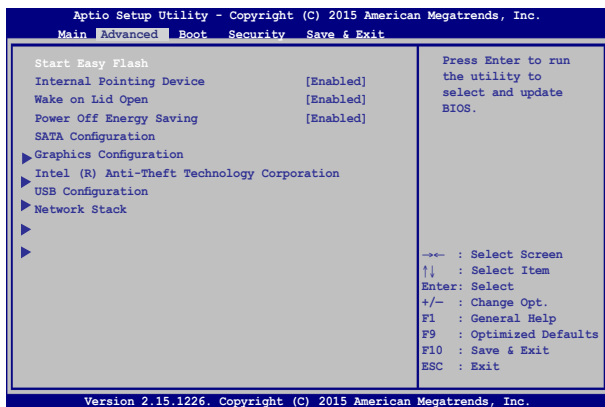 Aptio Setup Utility - Copyright (C) 2015 American Megatrends, Inc.
Main Advanced Boot Security Save & Exit
Start Easy Flash
Internal Pointing Device [Enabled]
Wake on Lid Open [Enabled]
Power Off Energy Saving [Enabled]
SATA Configuration
Graphics Configuration
Intel (R) Anti-Theft Technology Corporation
USB Configuration
Network Stack
Press Enter to run
the utility to
select and update
BIOS.
→← : Select Screen
↑↓ : Select Item
Enter: Select
+/— : Change Opt.
F1 : General Help
F9 : Optimized Defaults
F10 : Save & Exit
ESC : Exit
Version 2.15.1226. Copyright (C) 2015 American Megatrends, Inc.